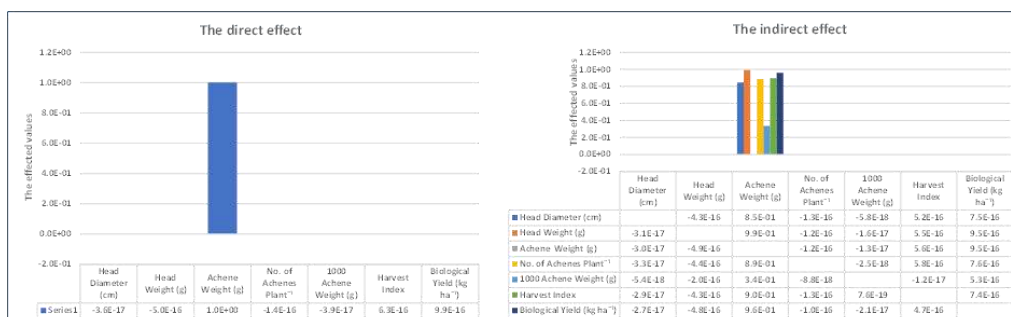 The direct effect
1.2E+00
1.0E+00
8.0E-01
6.0E-01
4.0E-01
2.0E-01
0.0E+00
-2.0E-01
The effected values
Head Diameter (cm) Head Weight (g) Achene Weight (g) No. of Achenes Plant⁻¹ 1000 Achene Weight (g) Harvest Index Biological Yield (kg ha⁻¹)
Series1 -3.6E-17 -5.0E-16 1.0E+00 -1.4E-16 -3.9E-17 6.3E-16 9.9E-16
The indirect effect
1.2E+00
1.0E+00
8.0E-01
6.0E-01
4.0E-01
2.0E-01
0.0E+00
-2.0E-01
The effected values
Head Diameter (cm) Head Weight (g) Achene Weight (g) No. of Achenes Plant⁻¹ 1000 Achene Weight (g) Harvest Index Biological Yield (kg ha⁻¹)
Head Diameter (cm) -4.3E-16 8.5E-01 -1.3E-16 -5.8E-18 5.2E-16 7.5E-16
Head Weight (g) -3.1E-17 9.9E-01 -1.2E-16 -1.6E-17 5.5E-16 9.5E-16
Achene Weight (g) -3.0E-17 -4.9E-16 -1.2E-16 -1.3E-17 5.6E-16 9.5E-16
No. of Achenes Plant⁻¹ -3.3E-17 -4.4E-16 8.9E-01 -2.5E-18 5.8E-16 7.6E-16
1000 Achene Weight (g) -5.4E-18 -2.0E-16 3.4E-01 -8.8E-18 -1.2E-17 5.3E-16
Harvest Index -2.9E-17 -4.3E-16 9.0E-01 -1.3E-16 7.6E-19 7.4E-16
Biological Yield (kg ha⁻¹) -2.7E-17 -4.8E-16 9.6E-01 -1.0E-16 -2.1E-17 4.7E-16